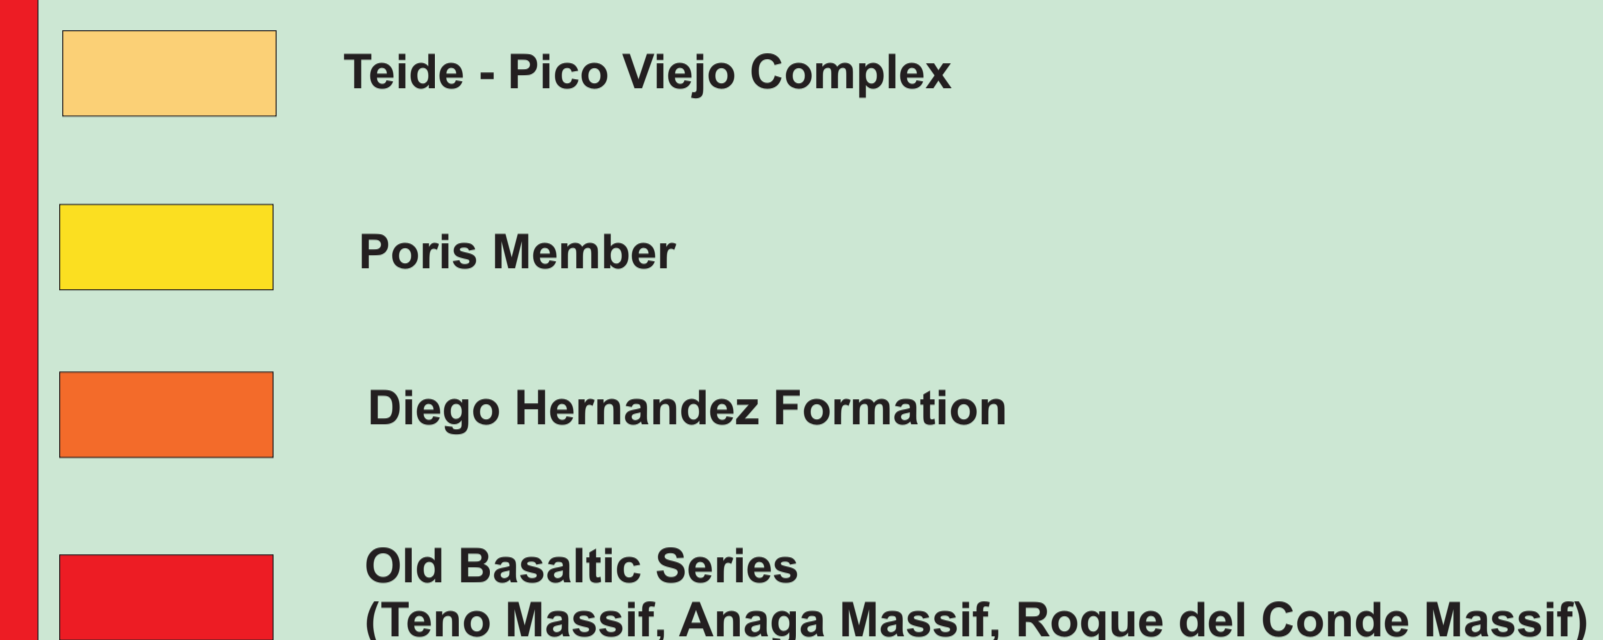 Teide - Pico Viejo Complex
Poris Member
Diego Hernandez Formation
Old Basaltic Series
(Teno Massif, Anaga Massif, Roque del Conde Massif)